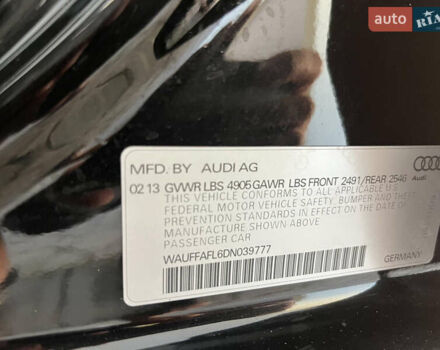 auto RIA
MFD. BY AUDI AG
02 13 GVWR LBS 4905 GAWR LBS FRONT 2491/REAR 2546
THIS VEHICLE CONFORMS TO ALL APPLICABLE U.S.
FEDERAL MOTOR VEHICLE SAFETY, BUMPER AND THEFT
PREVENTION STANDARDS IN EFFECT ON THE DATE OF
MANUFACTURE SHOWN ABOVE.
PASSENGER CAR
Audi
WAUFFAFL6DN039777
GERMANY